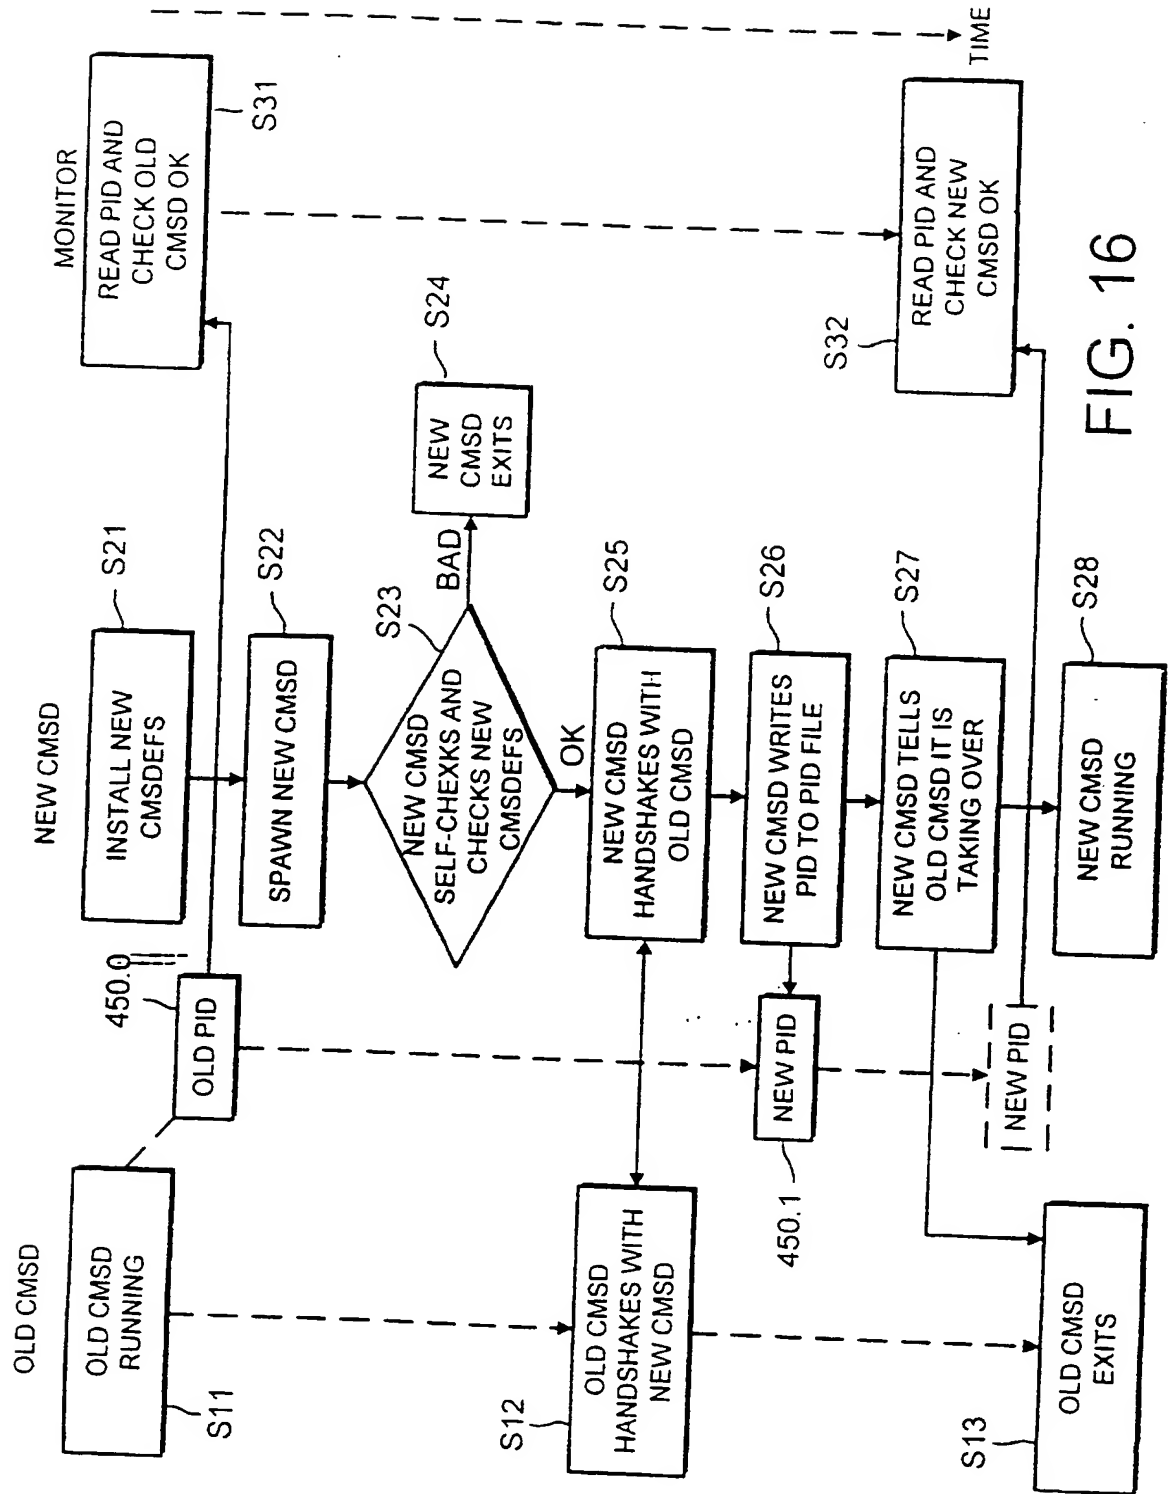 OLD CMSD
NEW CMSD
MONITOR
OLD CMSD
RUNNING
S11
450.0
OLD PID
INSTALL NEW
CMSDEFS
S21
READ PID AND
CHECK OLD
CMSD OK
S31
SPAWN NEW CMSD
S22
NEW CMSD
SELF-CHEXKS AND
CHECKS NEW
CMSDEFS
S23
BAD
NEW
CMSD
EXITS
S24
OK
OLD CMSD
HANDSHAKES WITH
NEW CMSD
S12
NEW CMSD
HANDSHAKES WITH
OLD CMSD
S25
NEW PID
450.1
NEW CMSD WRITES
PID TO PID FILE
S26
NEW CMSD TELLS
OLD CMSD IT IS
TAKING OVER
S27
S32
READ PID AND
CHECK NEW
CMSD OK
TIME
OLD CMSD
EXITS
S13
NEW PID
NEW CMSD
RUNNING
S28
FIG. 16